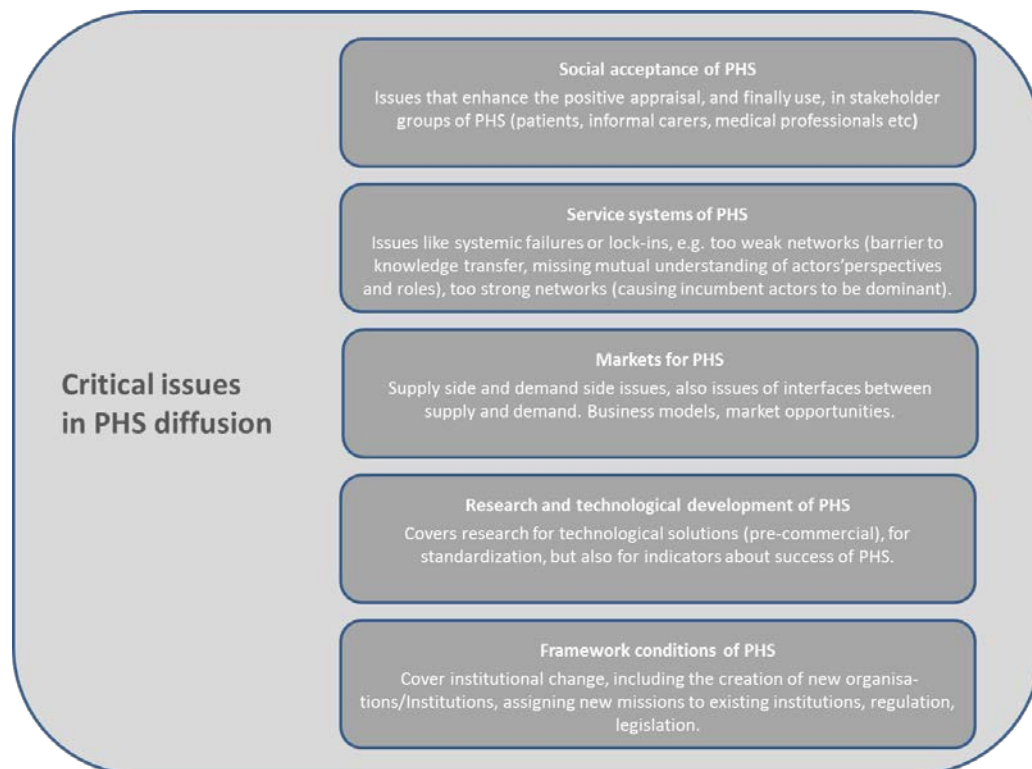 Critical issues
in PHS diffusion
Social acceptance of PHS
Issues that enhance the positive appraisal, and finally use, in stakeholder
groups of PHS (patients, informal carers, medical professionals etc)
Service systems of PHS
Issues like systemic failures or lock-ins, e.g. too weak networks (barrier to
knowledge transfer, missing mutual understanding of actors'perspectives
and roles), too strong networks (causing incumbent actors to be dominant).
Markets for PHS
Supply side and demand side issues, also issues of interfaces between
supply and demand. Business models, market opportunities.
Research and technological development of PHS
Covers research for technological solutions (pre-commercial), for
standardization, but also for indicators about success of PHS.
Framework conditions of PHS
Cover institutional change, including the creation of new organisa-
tions/Institutions, assigning new missions to existing institutions, regulation,
legislation.